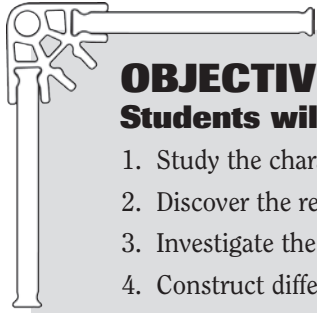 OBJECTIV
Students wil
1. Study the char
2. Discover the re
3. Investigate the
4. Construct diffe